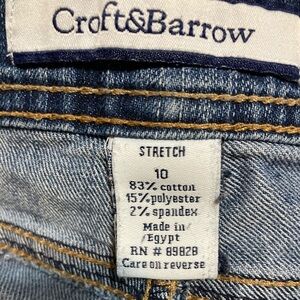 Croft&Barrow
STRETCH
10
83% cotton
15% polyester
2% spandex
Made in
Egypt
RN # 89828
Care on reverse